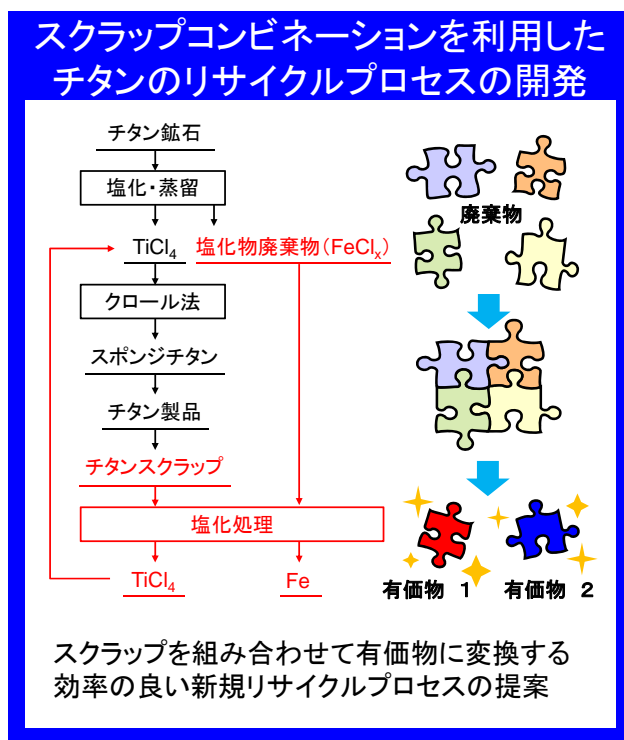 スクラップコンビネーションを利用した
チタンのリサイクルプロセスの開発
チタン鉱石
塩化・蒸留
TiCl₄
塩化物廃棄物(FeClₓ)
クロール法
スポンジチタン
チタン製品
チタンスクラップ
塩化処理
TiCl₄
Fe
廃棄物
有価物 1
有価物 2
スクラップを組み合わせて有価物に変換する
効率の良い新規リサイクルプロセスの提案